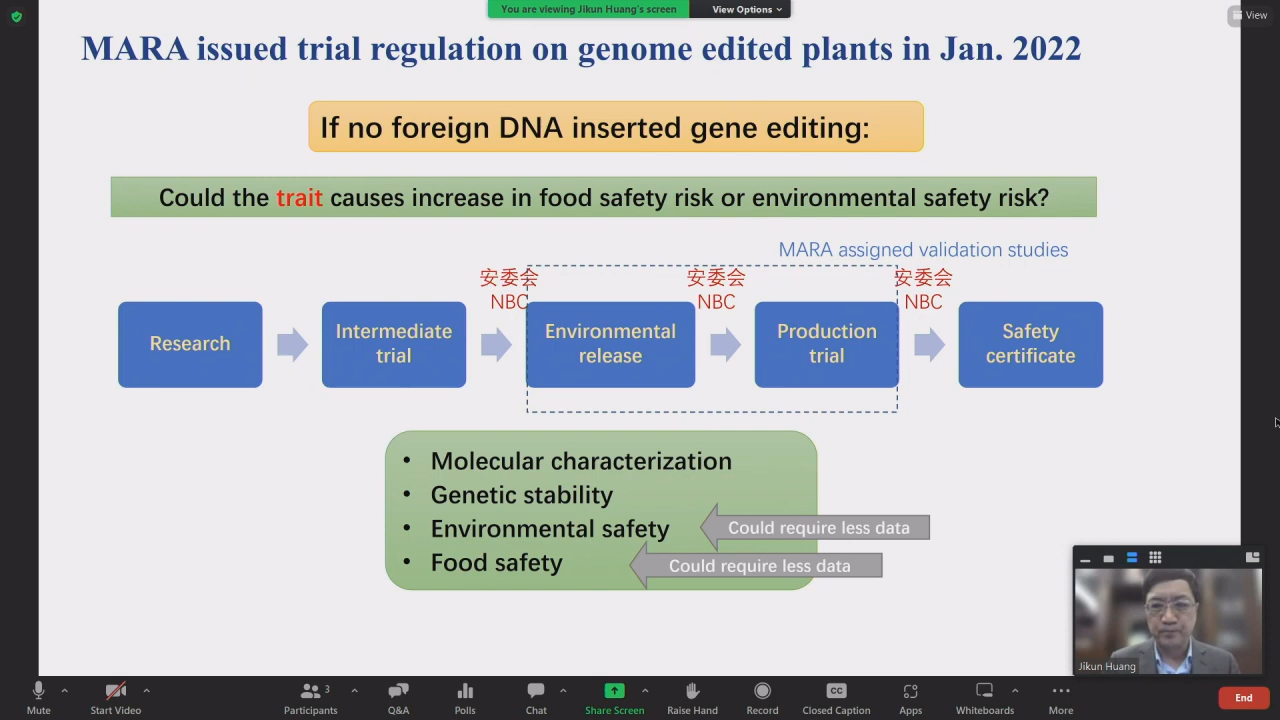 You are viewing Jikun Huang's screen
View Options
View
MARA issued trial regulation on genome edited plants in Jan. 2022
If no foreign DNA inserted gene editing:
Could the trait causes increase in food safety risk or environmental safety risk?
MARA assigned validation studies
安委会
NBC
安委会
NBC
安委会
NBC
Research
Intermediate
trial
Environmental
release
Production
trial
Safety
certificate
• Molecular characterization
• Genetic stability
• Environmental safety
Could require less data
• Food safety
Could require less data
Jikun Huang
Mute
Start Video
3
Participants
Q&A
Polls
Chat
Share Screen
Raise Hand
Record
CC
Closed Caption
Apps
Whiteboards
More
End